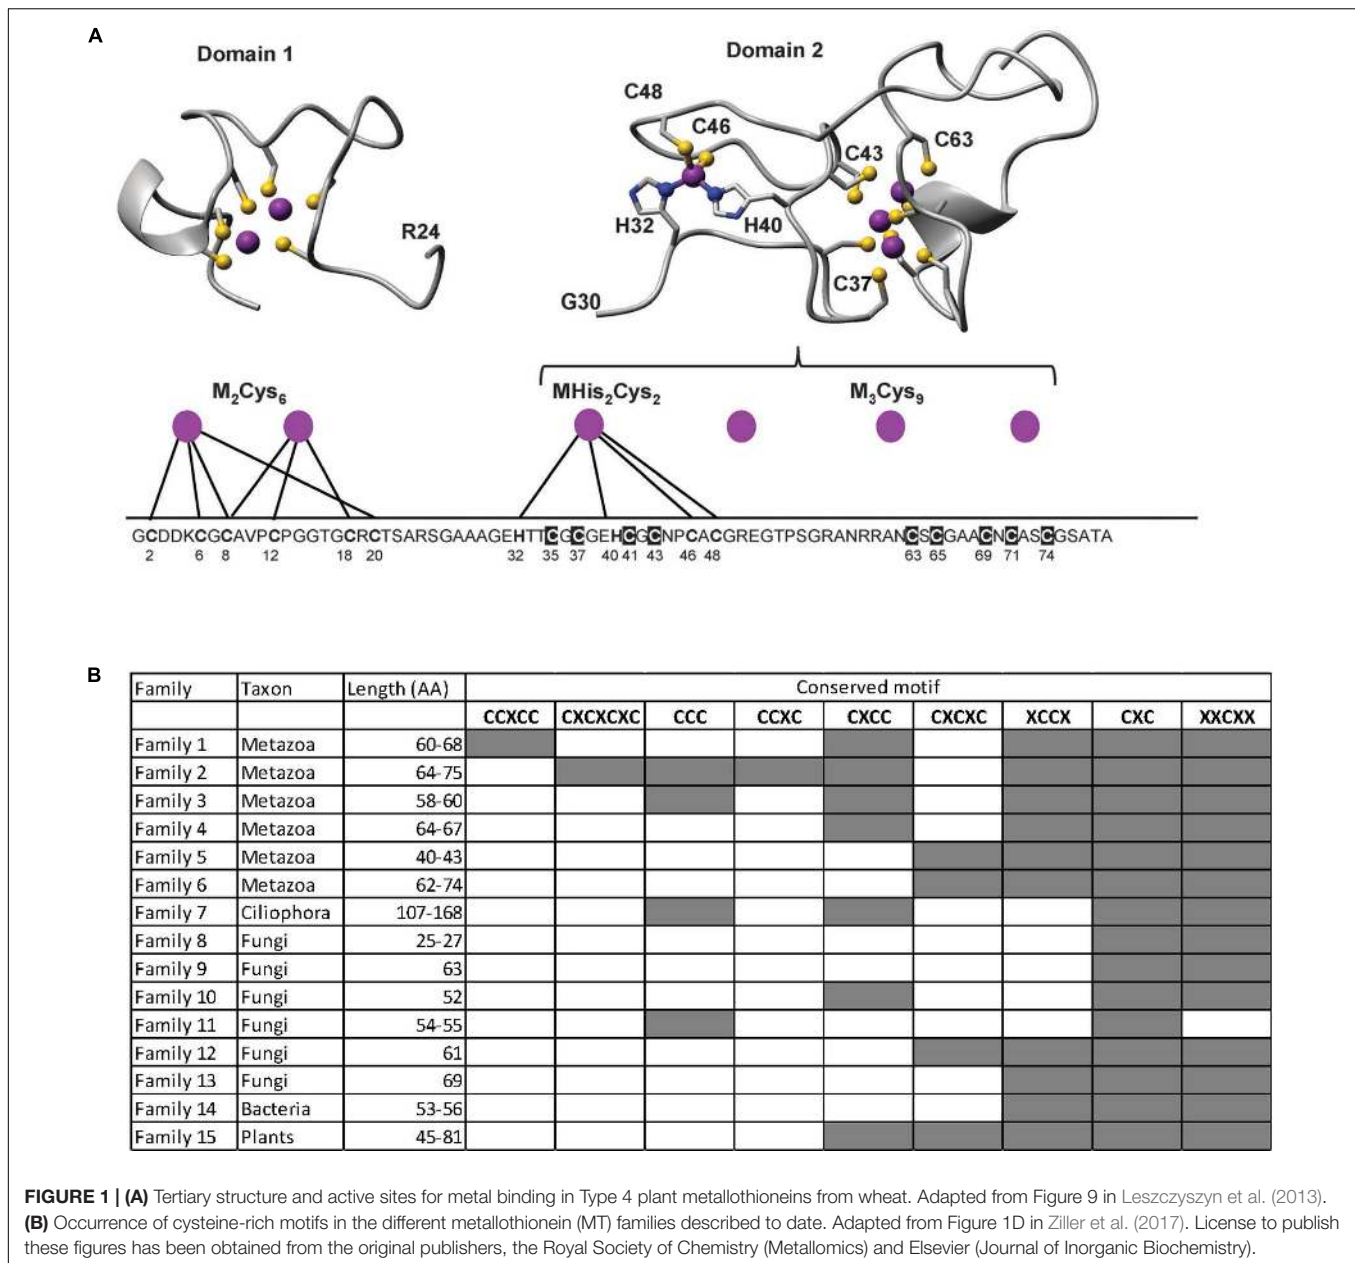 A
Domain 1
Domain 2
C48
C46
C43
C63
H32
H40
R24
C37
G30
M2Cys6
MHis2Cys2
M3Cys9
GCDDKCGCAVPCPGGTGCRCTSARSGAAAGEHTTCGCGEHCGCNPCACGREGTPSGRANRRANCSCGAACNCASCGSATA
2 6 8 12 18 20 32 35 37 40 41 43 46 48 63 65 69 71 74
B
Family Taxon Length (AA) Conserved motif
CCXCC CXCXCXC CCC CCXC CXCC CXCXC XCCX CXC XXCXX
Family 1 Metazoa 60-68
Family 2 Metazoa 64-75
Family 3 Metazoa 58-60
Family 4 Metazoa 64-67
Family 5 Metazoa 40-43
Family 6 Metazoa 62-74
Family 7 Ciliophora 107-168
Family 8 Fungi 25-27
Family 9 Fungi 63
Family 10 Fungi 52
Family 11 Fungi 54-55
Family 12 Fungi 61
Family 13 Fungi 69
Family 14 Bacteria 53-56
Family 15 Plants 45-81
FIGURE 1 | (A) Tertiary structure and active sites for metal binding in Type 4 plant metallothioneins from wheat. Adapted from Figure 9 in Leszczyszyn et al. (2013).
(B) Occurrence of cysteine-rich motifs in the different metallothionein (MT) families described to date. Adapted from Figure 1D in Ziller et al. (2017). License to publish
these figures has been obtained from the original publishers, the Royal Society of Chemistry (Metallomics) and Elsevier (Journal of Inorganic Biochemistry).